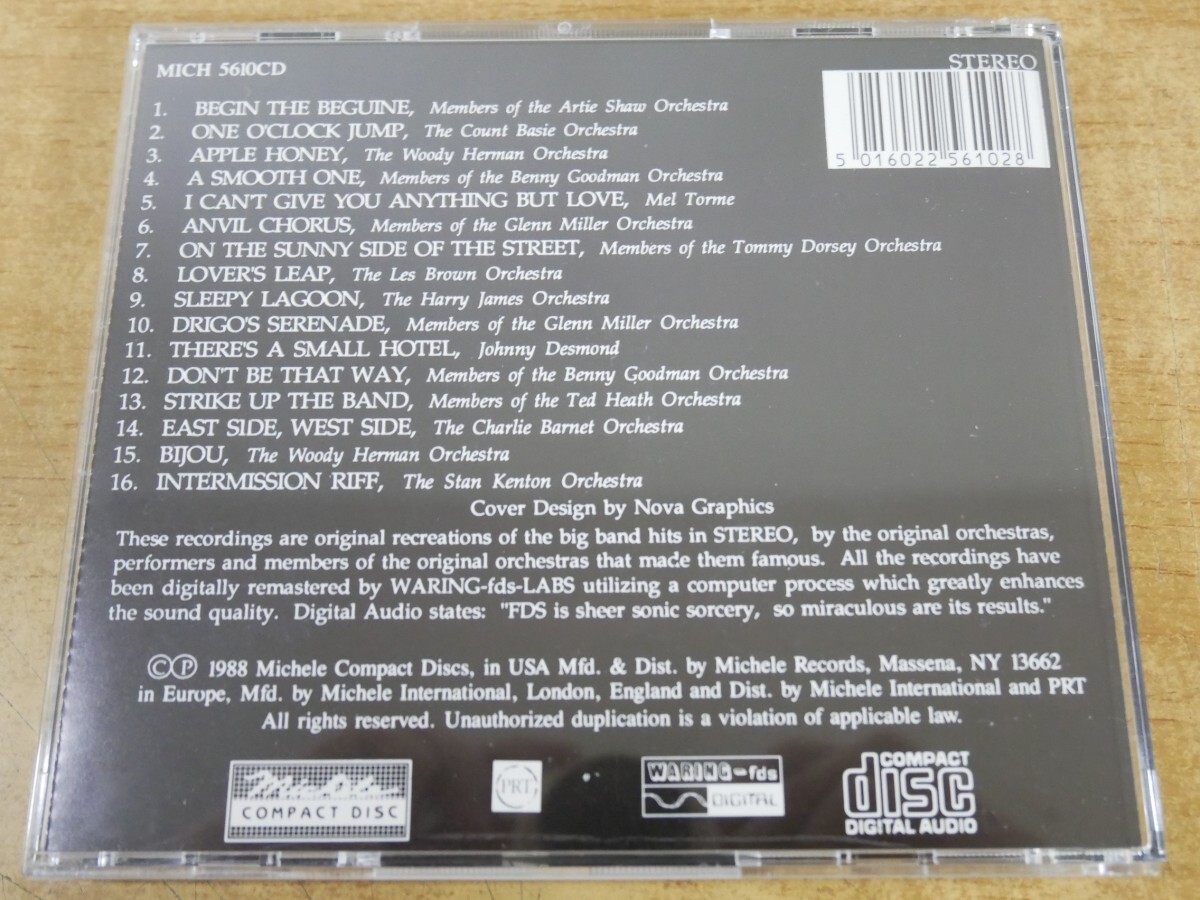 MICH 5610CD
STEREO
1. BEGIN THE BEGUINE, Members of the Artie Shaw Orchestra
2. ONE O'CLOCK JUMP, The Count Basie Orchestra
3. APPLE HONEY, The Woody Herman Orchestra
4. A SMOOTH ONE, Members of the Benny Goodman Orchestra
5. I CAN'T GIVE YOU ANYTHING BUT LOVE, Mel Torme
6. ANVIL CHORUS, Members of the Glenn Miller Orchestra
7. ON THE SUNNY SIDE OF THE STREET, Members of the Tommy Dorsey Orchestra
8. LOVER'S LEAP, The Les Brown Orchestra
9. SLEEPY LAGOON, The Harry James Orchestra
10. DRIGO'S SERENADE, Members of the Glenn Miller Orchestra
11. THERE'S A SMALL HOTEL, Johnny Desmond
12. DON'T BE THAT WAY, Members of the Benny Goodman Orchestra
13. STRIKE UP THE BAND, Members of the Ted Heath Orchestra
14. EAST SIDE, WEST SIDE, The Charlie Barnet Orchestra
15. BIJOU, The Woody Herman Orchestra
16. INTERMISSION RIFF, The Stan Kenton Orchestra
5 016022 561028
Cover Design by Nova Graphics
These recordings are original recreations of the big band hits in STEREO, by the original orchestras,
performers and members of the original orchestras that made them famous. All the recordings have
been digitally remastered by WARING-fds-LABS utilizing a computer process which greatly enhances
the sound quality. Digital Audio states: "FDS is sheer sonic sorcery, so miraculous are its results."
©℗ 1988 Michele Compact Discs, in USA Mfd. & Dist. by Michele Records, Massena, NY 13662
in Europe, Mfd. by Michele International, London, England and Dist. by Michele International and PRT
All rights reserved. Unauthorized duplication is a violation of applicable law.
Michele
COMPACT DISC
PRT
WARING-fds
DIGITAL
COMPACT
disc
DIGITAL AUDIO